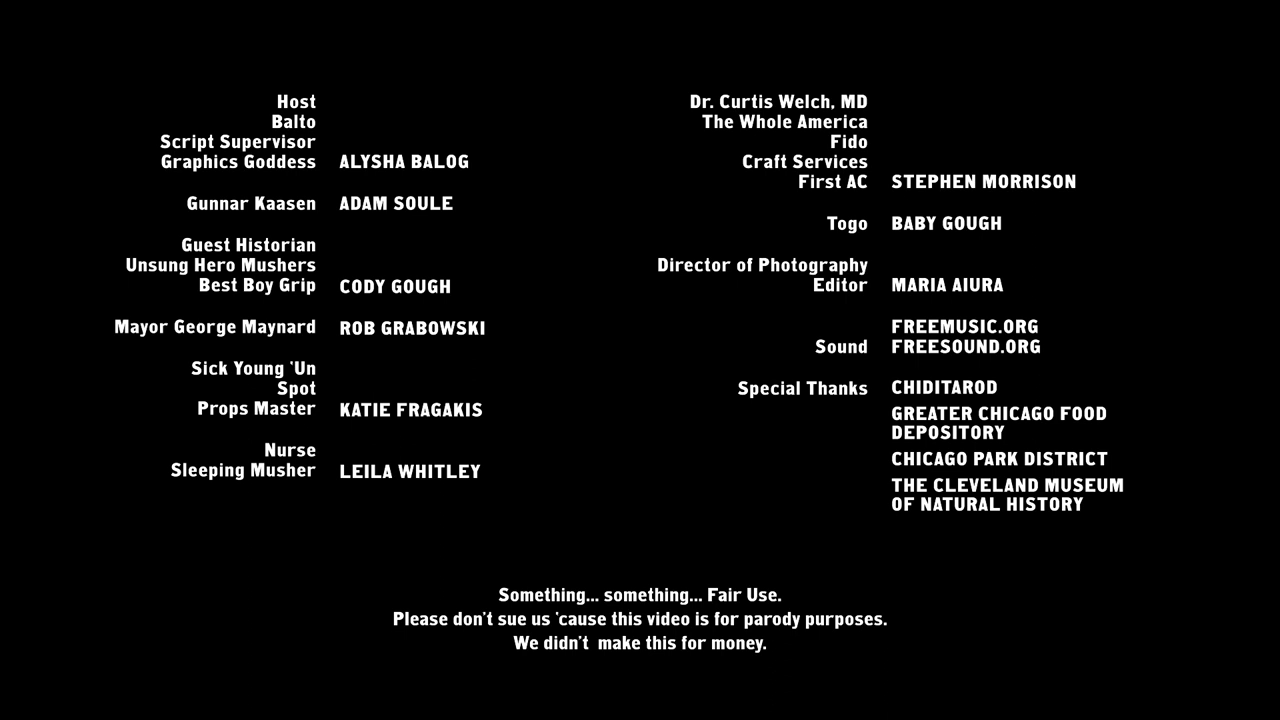 Host
Balto
Script Supervisor
Graphics Goddess ALYSHA BALOG
Gunnar Kaasen ADAM SOULE
Guest Historian
Unsung Hero Mushers
Best Boy Grip CODY GOUGH
Mayor George Maynard ROB GRABOWSKI
Sick Young 'Un
Spot
Props Master KATIE FRAGAKIS
Nurse
Sleeping Musher LEILA WHITLEY
Dr. Curtis Welch, MD
The Whole America
Fido
Craft Services
First AC STEPHEN MORRISON
Togo BABY GOUGH
Director of Photography
Editor MARIA AIURA
FREEMUSIC.ORG
Sound FREESOUND.ORG
Special Thanks CHIDITAROD
GREATER CHICAGO FOOD
DEPOSITORY
CHICAGO PARK DISTRICT
THE CLEVELAND MUSEUM
OF NATURAL HISTORY
Something... something... Fair Use.
Please don't sue us 'cause this video is for parody purposes.
We didn't make this for money.